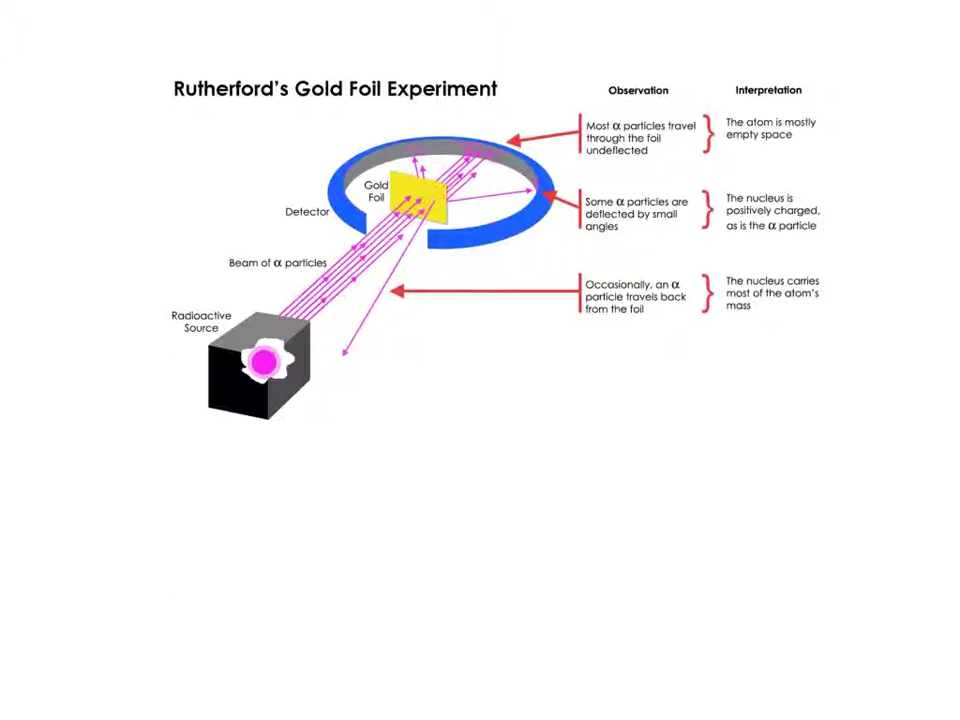 Rutherford's Gold Foil Experiment
Observation
Interpretation
Most α particles travel
through the foil
undeflected
The atom is mostly
empty space
Gold
Foil
Detector
Some α particles are
deflected by small
angles
The nucleus is
positively charged,
as is the α particle
Beam of α particles
Occasionally, an α
particle travels back
from the foil
The nucleus carries
most of the atom's
mass
Radioactive
Source